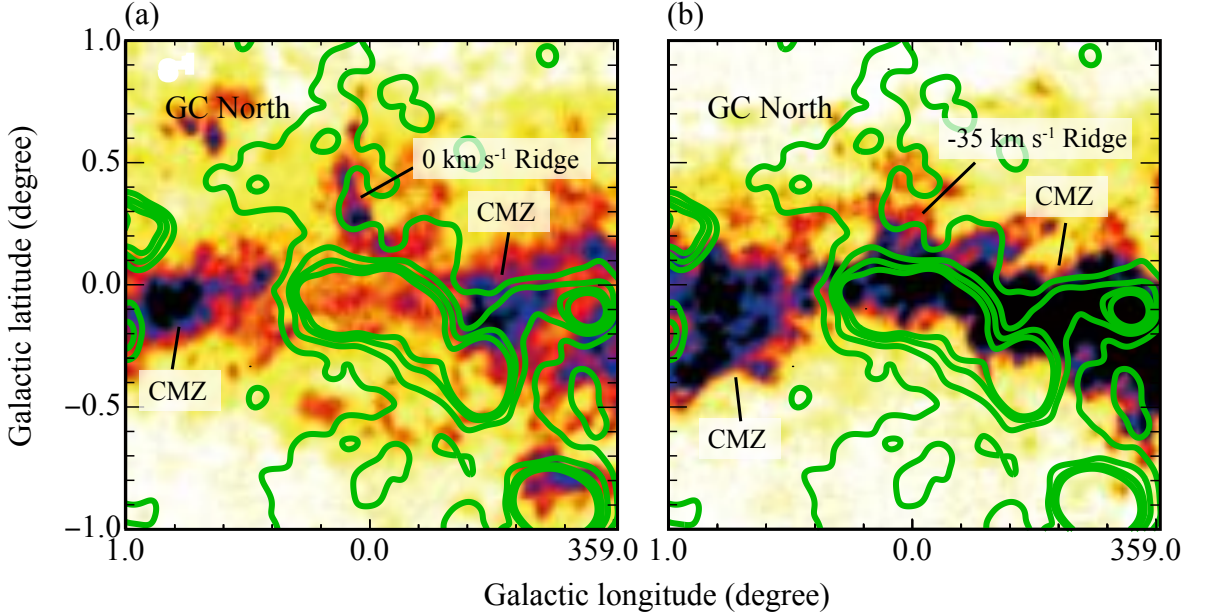 (a)
(b)
1.0
0.5
0.0
−0.5
−1.0
Galactic latitude (degree)
GC North
0 km s⁻¹ Ridge
CMZ
CMZ
GC North
-35 km s⁻¹ Ridge
CMZ
CMZ
1.0
0.0
359.0
1.0
0.0
359.0
Galactic longitude (degree)